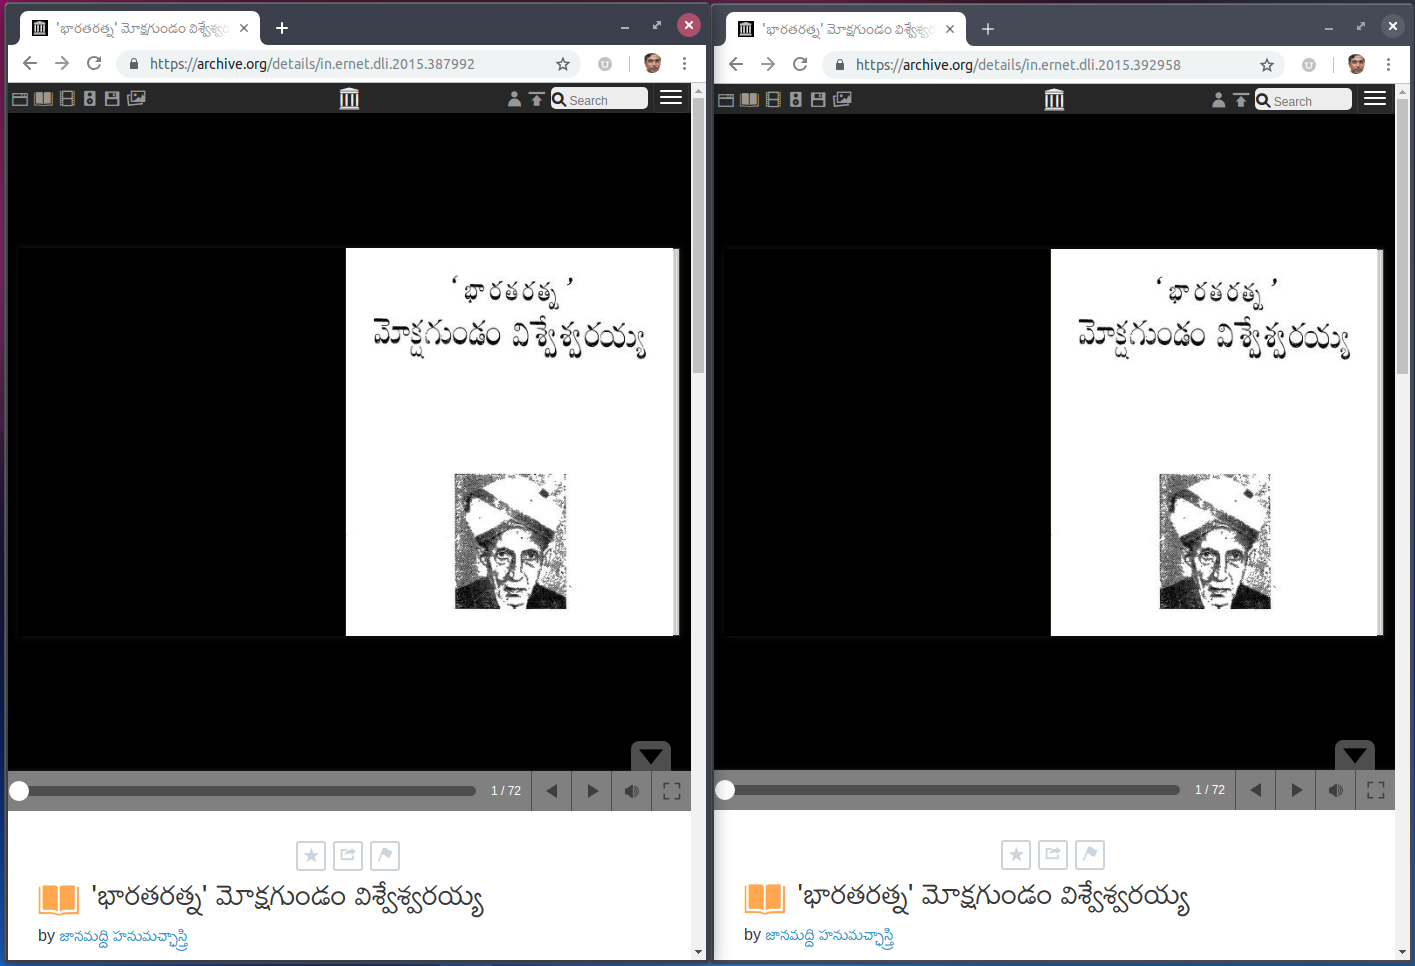 'భారతరత్న' మోక్షగుండం విశ్వేశ్వర
https://archive.org/details/in.ernet.dli.2015.387992
Search
‘ భారతరత్న ’
మోక్షగుండం విశ్వేశ్వరయ్య
1 / 72
'భారతరత్న' మోక్షగుండం విశ్వేశ్వరయ్య
by జానమద్ది హనుమచ్ఛాస్త్రి
'భారతరత్న' మోక్షగుండం విశ్వేశ్వర
https://archive.org/details/in.ernet.dli.2015.392958
Search
‘ భారతరత్న ’
మోక్షగుండం విశ్వేశ్వరయ్య
1 / 72
'భారతరత్న' మోక్షగుండం విశ్వేశ్వరయ్య
by జానమద్ది హనుమచ్ఛాస్త్రి